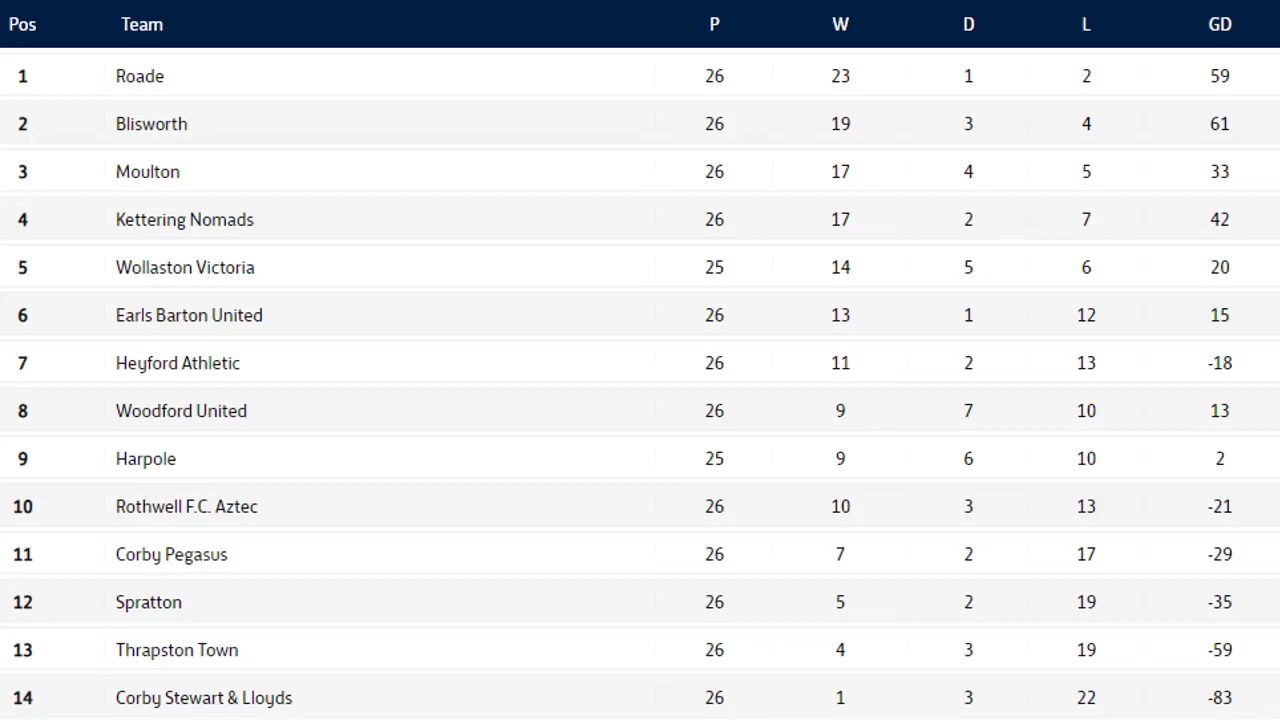 Pos Team P W D L GD
1 Roade 26 23 1 2 59
2 Blisworth 26 19 3 4 61
3 Moulton 26 17 4 5 33
4 Kettering Nomads 26 17 2 7 42
5 Wollaston Victoria 25 14 5 6 20
6 Earls Barton United 26 13 1 12 15
7 Heyford Athletic 26 11 2 13 -18
8 Woodford United 26 9 7 10 13
9 Harpole 25 9 6 10 2
10 Rothwell F.C. Aztec 26 10 3 13 -21
11 Corby Pegasus 26 7 2 17 -29
12 Spratton 26 5 2 19 -35
13 Thrapston Town 26 4 3 19 -59
14 Corby Stewart & Lloyds 26 1 3 22 -83